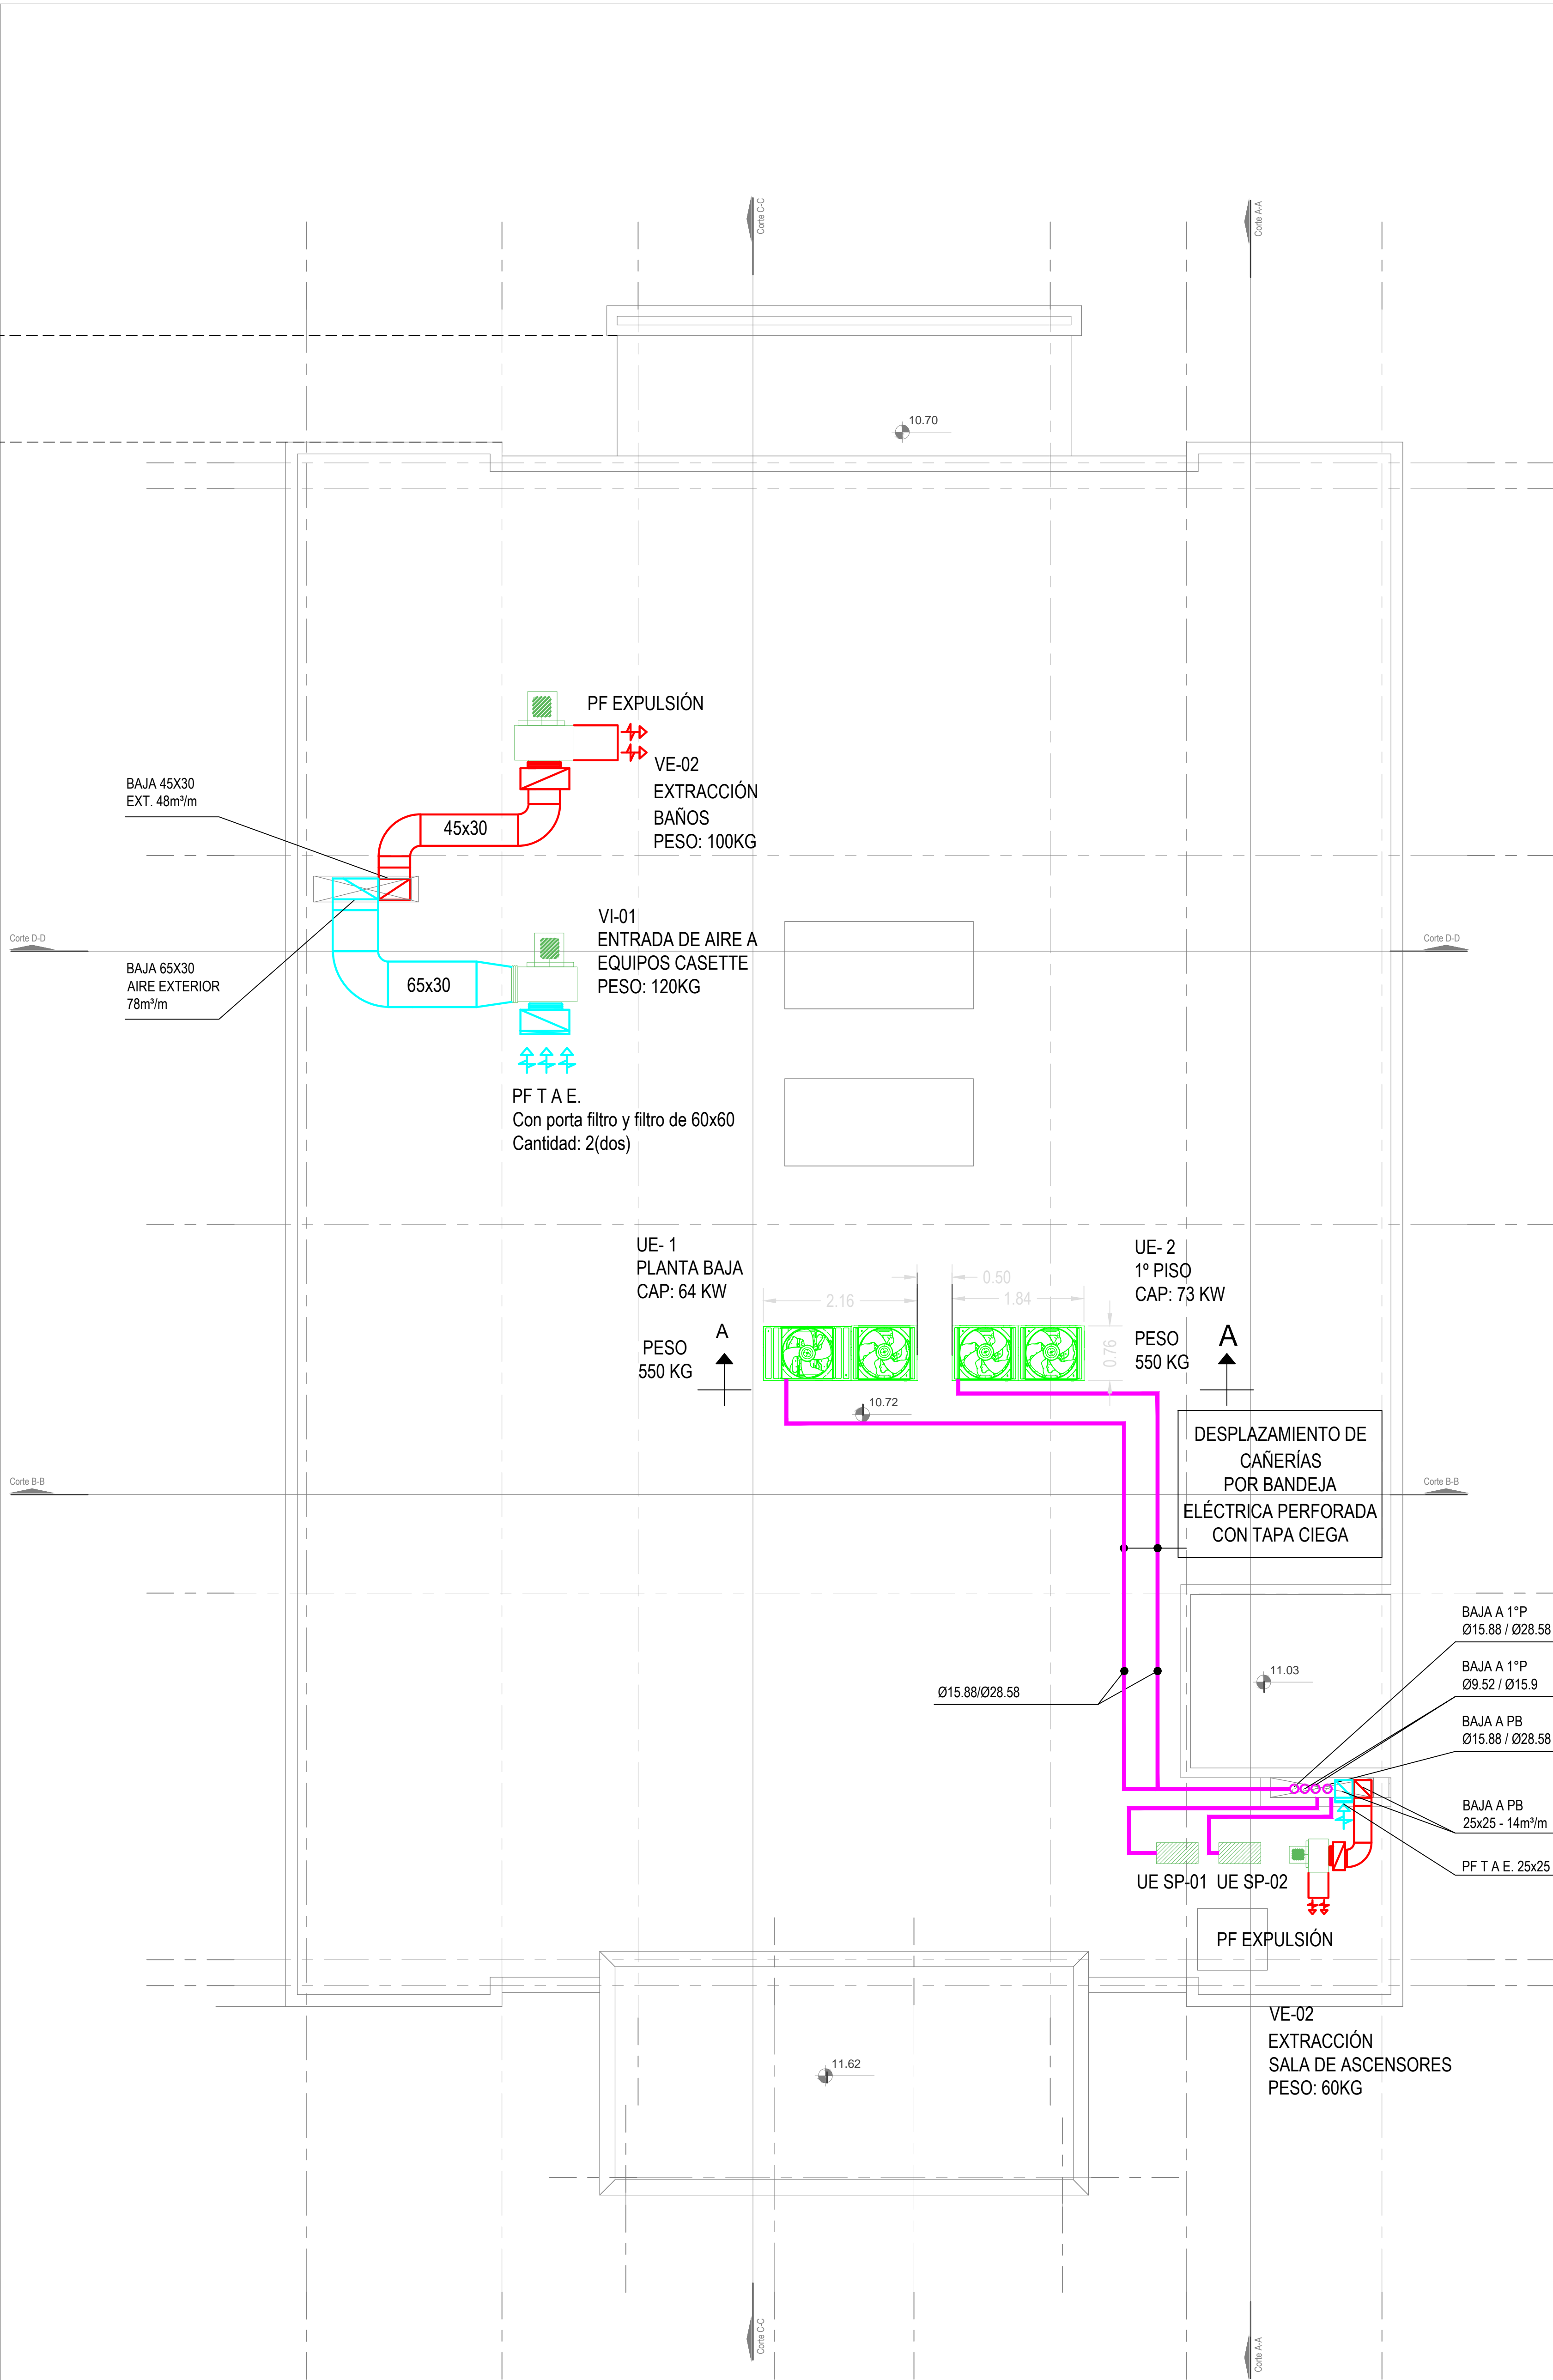 Corte C-C
Corte A-A
10.70
PF EXPULSIÓN
VE-02
EXTRACCIÓN
BAÑOS
PESO: 100KG
BAJA 45X30
EXT. 48m³/m
45x30
VI-01
ENTRADA DE AIRE A
EQUIPOS CASETTE
PESO: 120KG
Corte D-D
Corte D-D
BAJA 65X30
AIRE EXTERIOR
78m³/m
65x30
PF T A E.
Con porta filtro y filtro de 60x60
Cantidad: 2(dos)
UE- 1
PLANTA BAJA
CAP: 64 KW
PESO
550 KG
A
2.16
0.50
1.84
0.76
UE- 2
1º PISO
CAP: 73 KW
PESO
550 KG
A
10.72
DESPLAZAMIENTO DE
CAÑERÍAS
POR BANDEJA
ELÉCTRICA PERFORADA
CON TAPA CIEGA
Corte B-B
Corte B-B
BAJA A 1°P
Ø15.88 / Ø28.58
BAJA A 1°P
Ø9.52 / Ø15.9
BAJA A PB
Ø15.88 / Ø28.58
11.03
Ø15.88/Ø28.58
BAJA A PB
25x25 - 14m³/m
PF T A E. 25x25
UE SP-01
UE SP-02
PF EXPULSIÓN
VE-02
EXTRACCIÓN
SALA DE ASCENSORES
PESO: 60KG
11.62
Corte C-C
Corte A-A